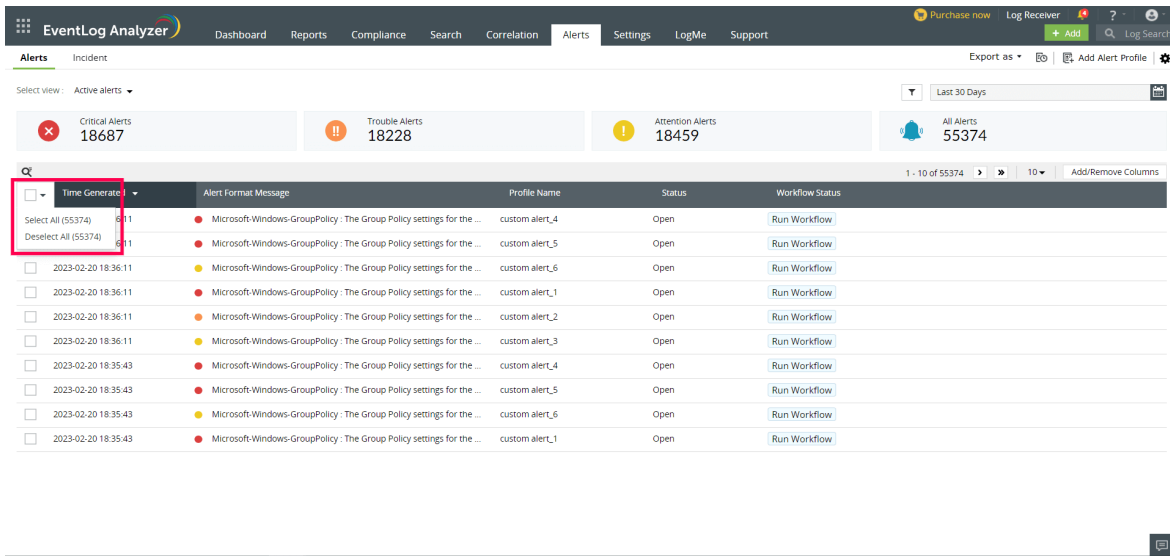 Purchase now Log Receiver ?
EventLog Analyzer Dashboard Reports Compliance Search Correlation Alerts Settings LogMe Support + Add Log Search
Alerts Incident Export as Add Alert Profile
Select view : Active alerts Last 30 Days
Critical Alerts Trouble Alerts Attention Alerts All Alerts
18687 18228 18459 55374
1 - 10 of 55374 10 Add/Remove Columns
Time Generated Alert Format Message Profile Name Status Workflow Status
Select All (55374) 6:11 Microsoft-Windows-GroupPolicy : The Group Policy settings for the ... custom alert_4 Open Run Workflow
Deselect All (55374) 6:11 Microsoft-Windows-GroupPolicy : The Group Policy settings for the ... custom alert_5 Open Run Workflow
2023-02-20 18:36:11 Microsoft-Windows-GroupPolicy : The Group Policy settings for the ... custom alert_6 Open Run Workflow
2023-02-20 18:36:11 Microsoft-Windows-GroupPolicy : The Group Policy settings for the ... custom alert_1 Open Run Workflow
2023-02-20 18:36:11 Microsoft-Windows-GroupPolicy : The Group Policy settings for the ... custom alert_2 Open Run Workflow
2023-02-20 18:36:11 Microsoft-Windows-GroupPolicy : The Group Policy settings for the ... custom alert_3 Open Run Workflow
2023-02-20 18:35:43 Microsoft-Windows-GroupPolicy : The Group Policy settings for the ... custom alert_4 Open Run Workflow
2023-02-20 18:35:43 Microsoft-Windows-GroupPolicy : The Group Policy settings for the ... custom alert_5 Open Run Workflow
2023-02-20 18:35:43 Microsoft-Windows-GroupPolicy : The Group Policy settings for the ... custom alert_6 Open Run Workflow
2023-02-20 18:35:43 Microsoft-Windows-GroupPolicy : The Group Policy settings for the ... custom alert_1 Open Run Workflow